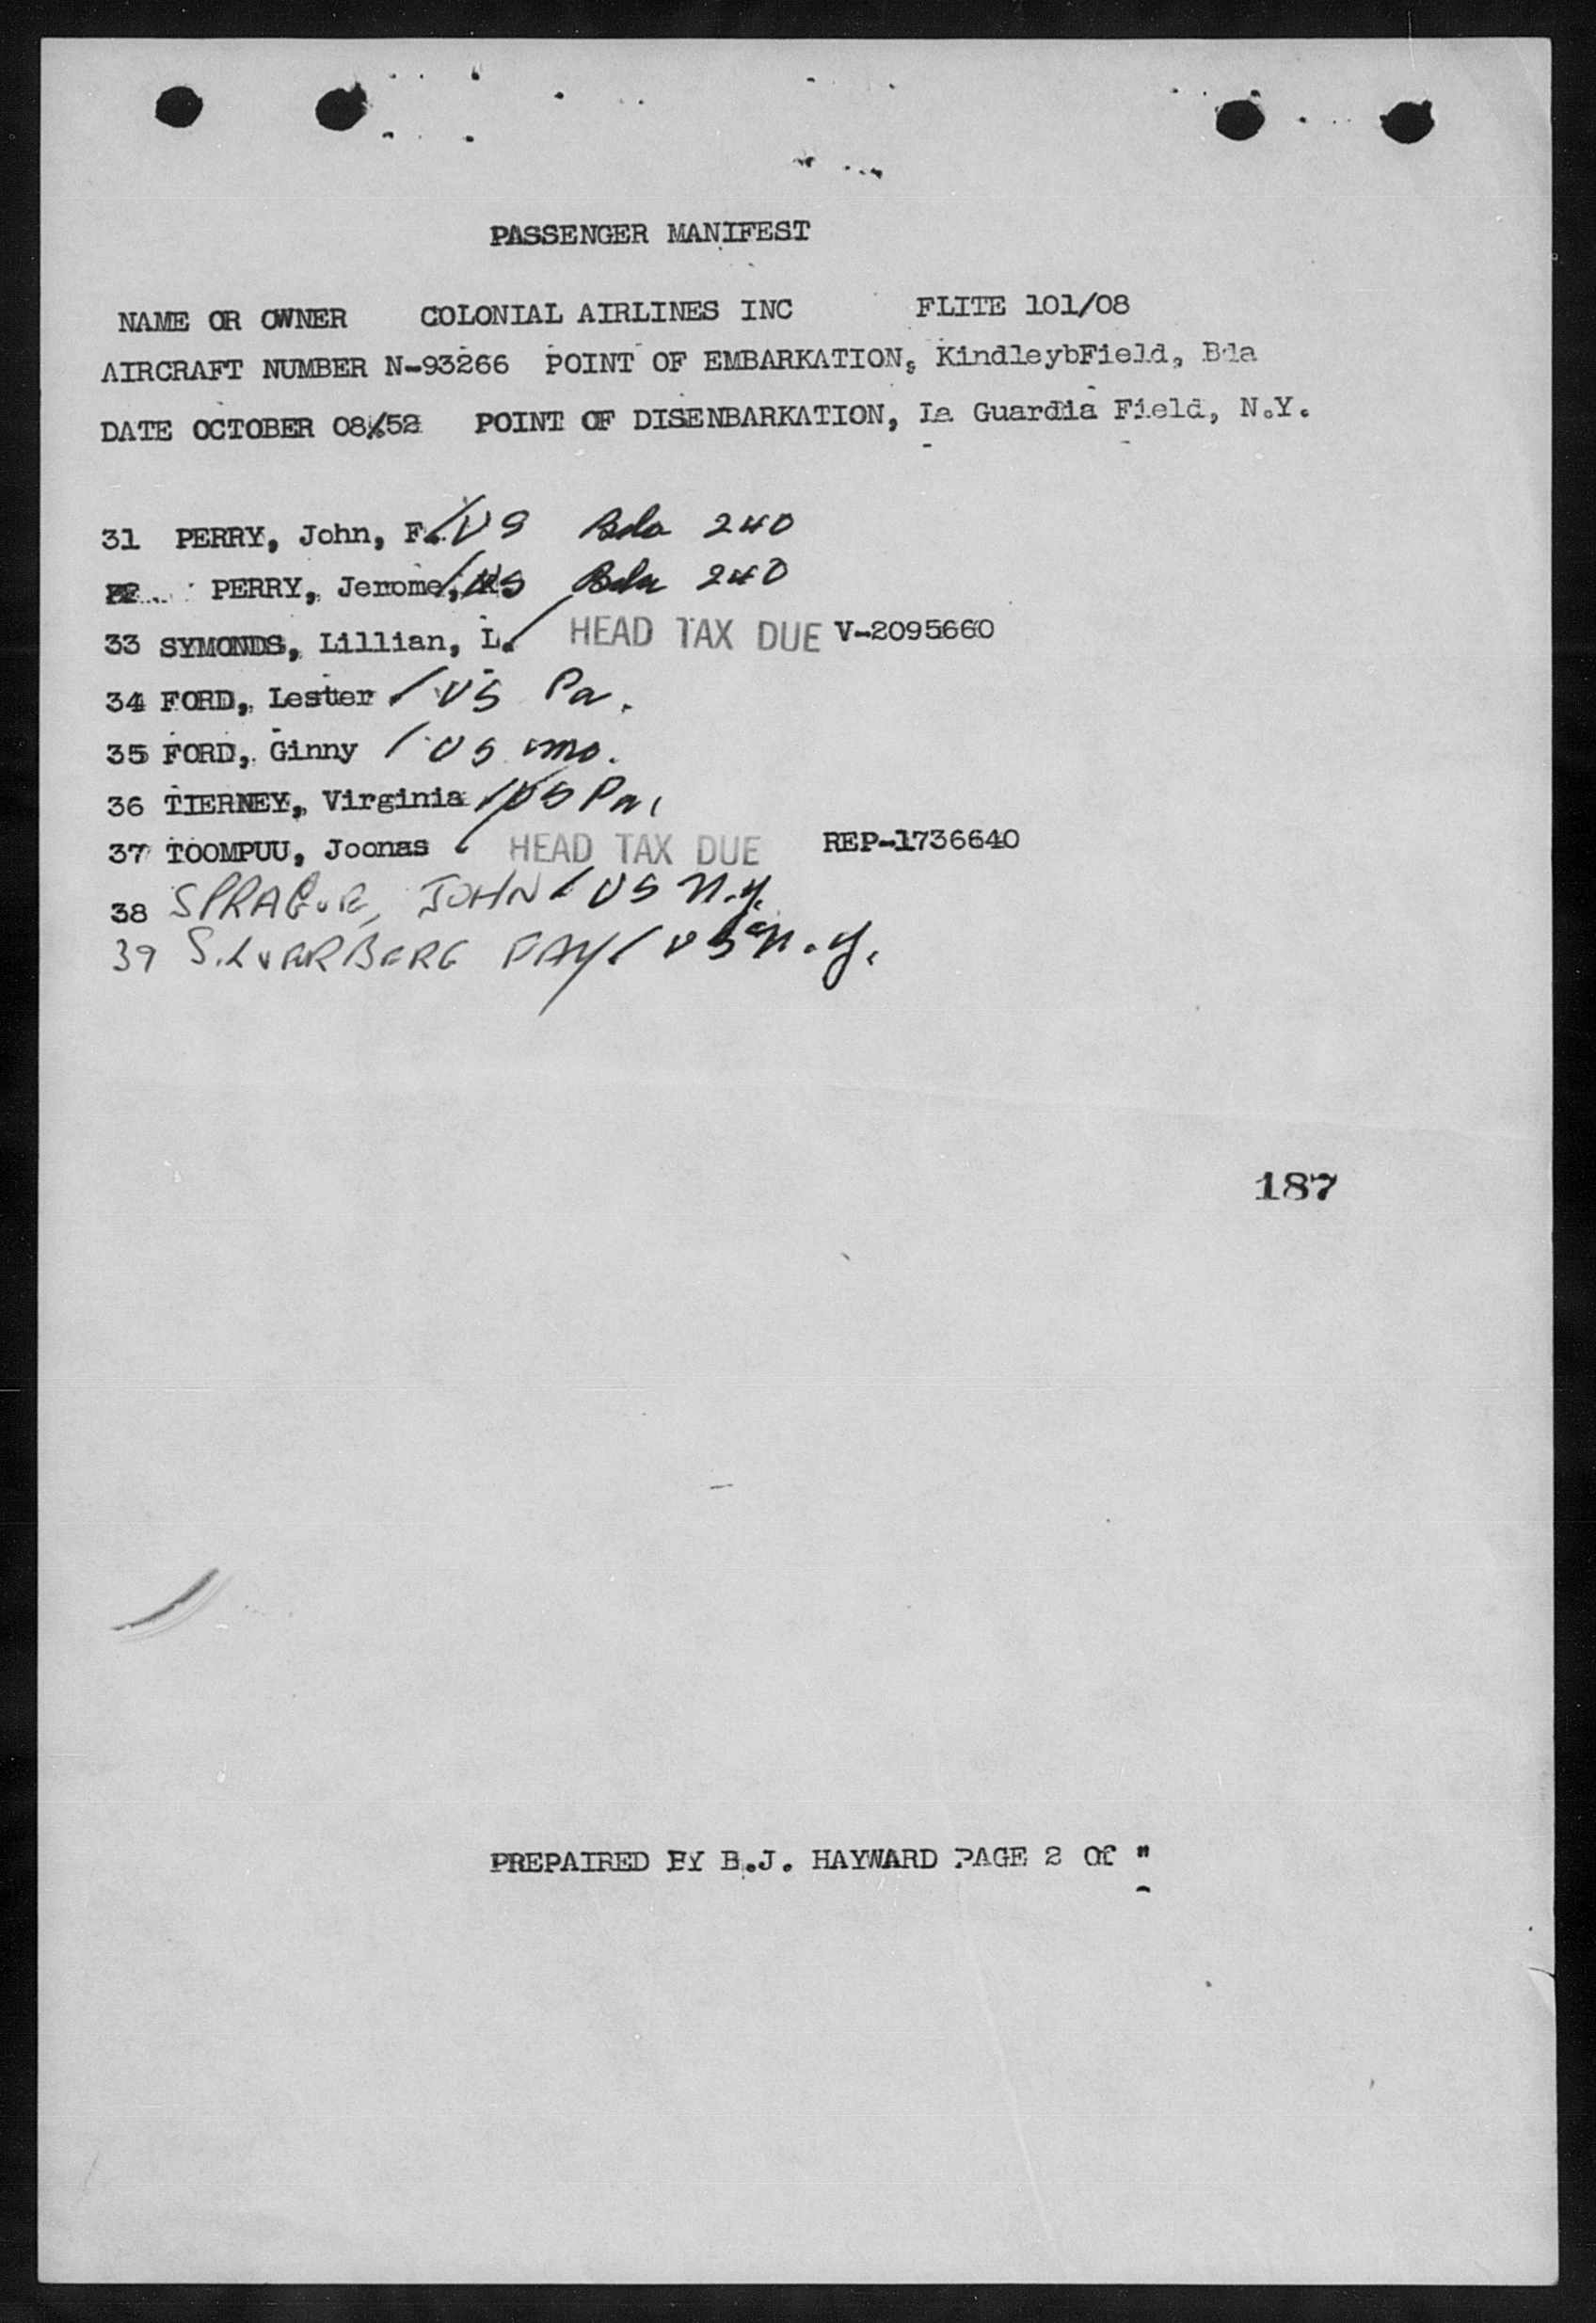 PASSENGER MANIFEST
NAME OR OWNER COLONIAL AIRLINES INC FLITE 101/08
AIRCRAFT NUMBER N-93266 POINT OF EMBARKATION, KindleybField, Bda
DATE OCTOBER 08/52 POINT OF DISENBARKATION, La Guardia Field, N.Y.
31 PERRY, John, F. / US Bda 240
PERRY, Jerome, / US Bda 240
33 SYMONDS, Lillian, L. / HEAD TAX DUE V-2095660
34 FORD, Lester / US Pa.
35 FORD, Ginny / US mo.
36 TIERNEY, Virginia / US Pa.
37 TOOMPUU, Joonas / HEAD TAX DUE REP-1736640
38 SPRAGUE, JOHN / US N.Y.
39 SILVERBERG FAY / US N.Y.
187
PREPAIRED BY B.J. HAYWARD PAGE 2 Of "